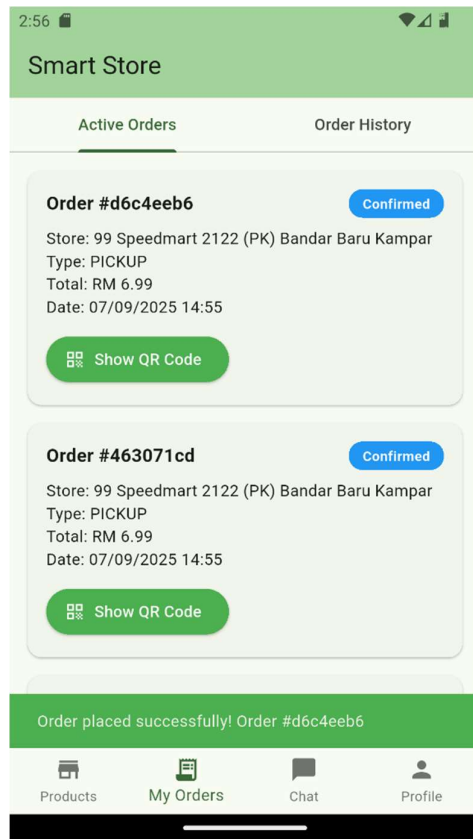 2:56
Smart Store
Active Orders
Order History
Order #d6c4eeb6
Confirmed
Store: 99 Speedmart 2122 (PK) Bandar Baru Kampar
Type: PICKUP
Total: RM 6.99
Date: 07/09/2025 14:55
Show QR Code
Order #463071cd
Confirmed
Store: 99 Speedmart 2122 (PK) Bandar Baru Kampar
Type: PICKUP
Total: RM 6.99
Date: 07/09/2025 14:55
Show QR Code
Order placed successfully! Order #d6c4eeb6
Products
My Orders
Chat
Profile